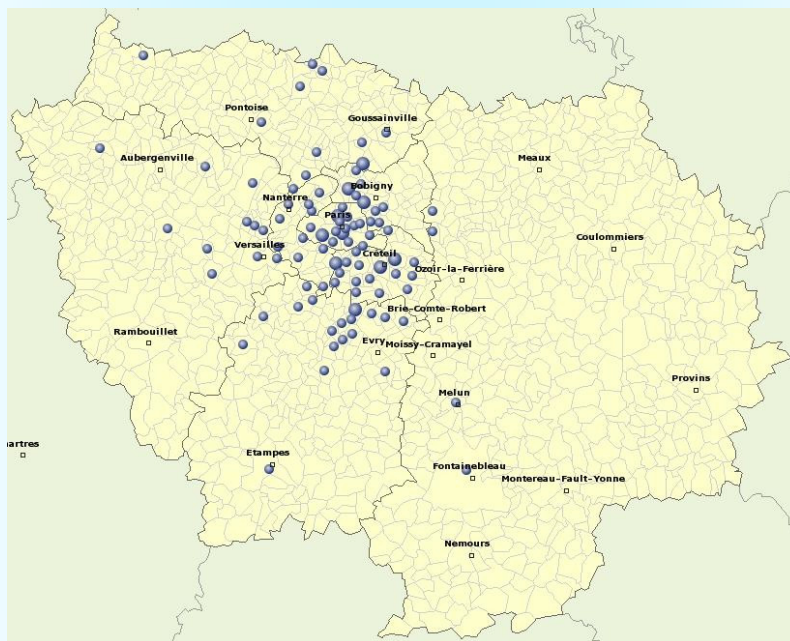 Pontoise
Goussainville
Aubergenville
Meaux
Bobigny
Nanterre
Paris
Coulommiers
Versailles
Créteil
Ozoir-la-Ferrière
Brie-Comte-Robert
Rambouillet
Evry
Moissy-Cramayel
Provins
Melun
artres
Etampes
Fontainebleau
Montereau-Fault-Yonne
Nemours